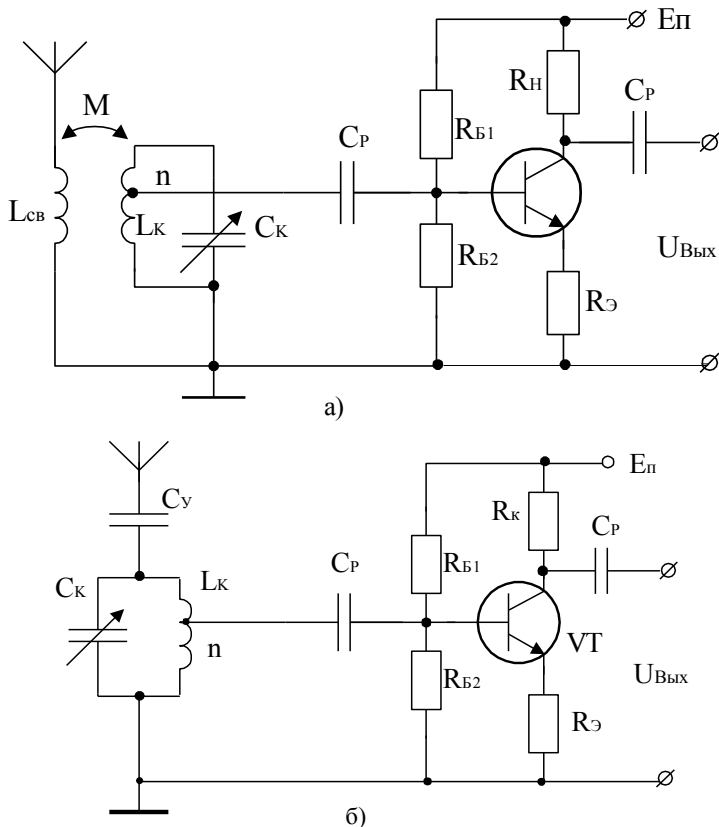 Eп
RН
CР
M
RБ1
n
CР
Lсв
LК
CК
RБ2
UВых
RЭ
а)
Eп
CУ
Rк
CР
RБ1
CК
LК
CР
n
VT
RБ2
UВых
RЭ
б)